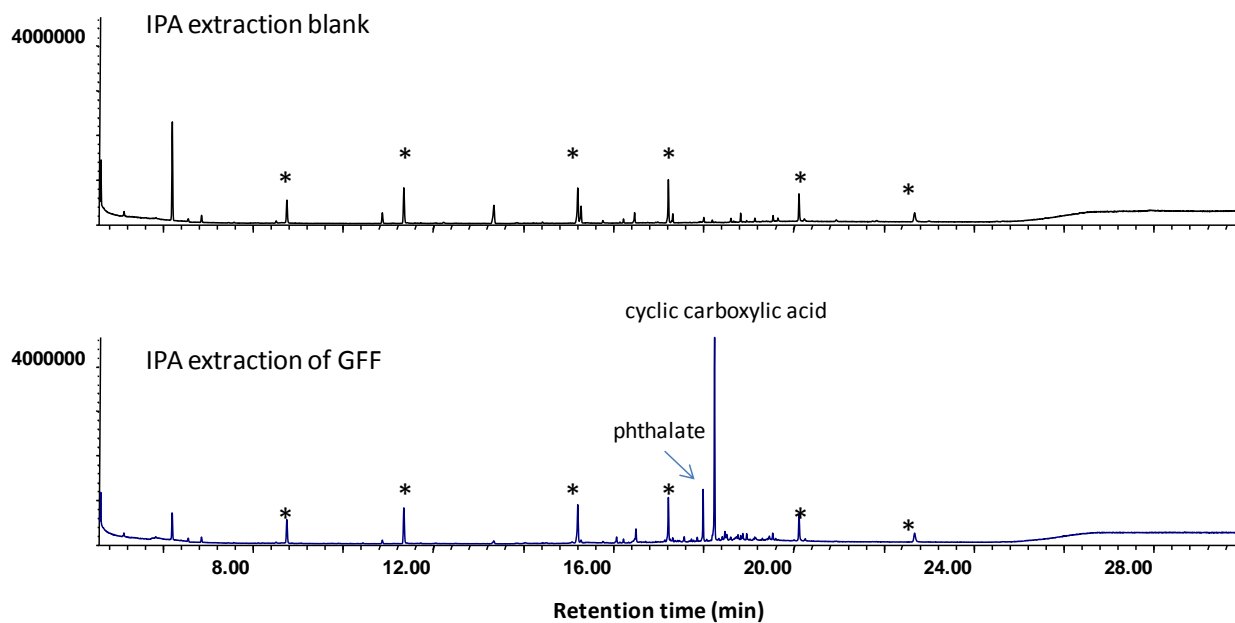 IPA extraction blank
4000000
* * * * * *
cyclic carboxylic acid
IPA extraction of GFF
4000000
phthalate
* * * * * *
8.00 12.00 16.00 20.00 24.00 28.00
Retention time (min)